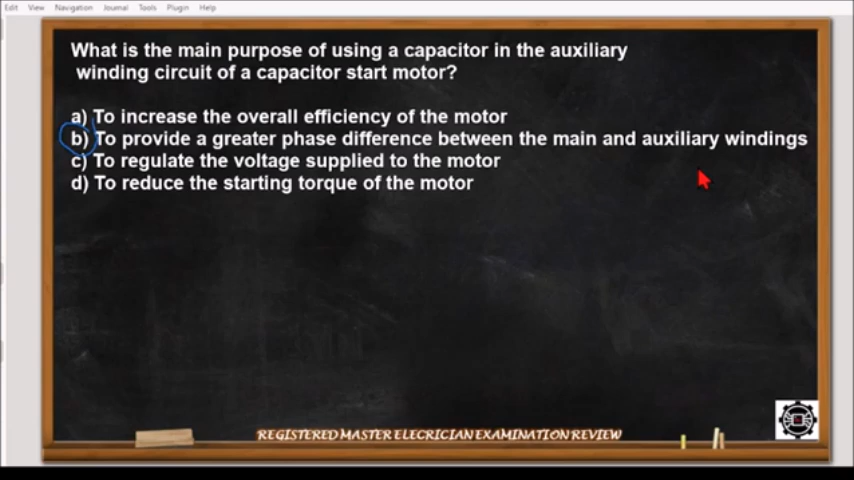 Edit View Navigation Journal Tools Plugin Help
What is the main purpose of using a capacitor in the auxiliary
winding circuit of a capacitor start motor?
a) To increase the overall efficiency of the motor
b) To provide a greater phase difference between the main and auxiliary windings
c) To regulate the voltage supplied to the motor
d) To reduce the starting torque of the motor
REGISTERED MASTER ELECRICIAN EXAMINATION REVIEW